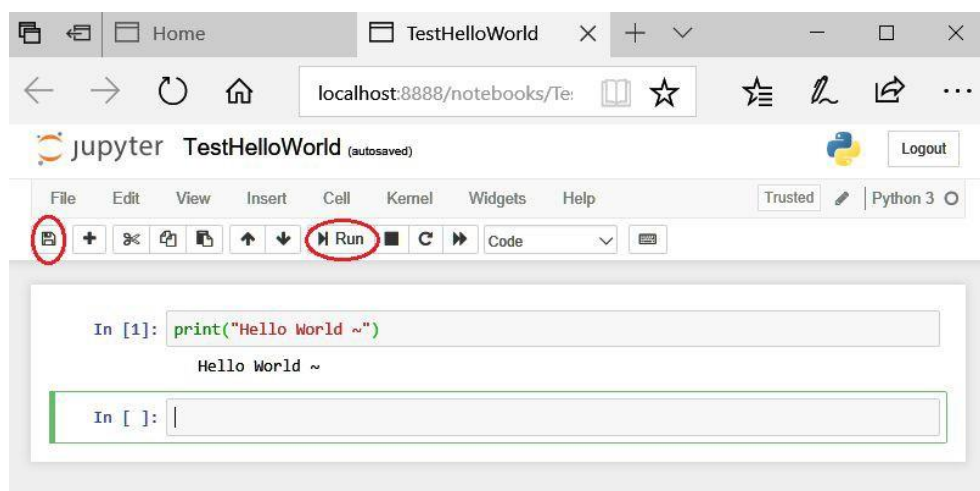 Home TestHelloWorld
localhost:8888/notebooks/Te
jupyter TestHelloWorld (autosaved)
Logout
File Edit View Insert Cell Kernel Widgets Help Trusted Python 3
Run Code
In [1]: print("Hello World ~")
Hello World ~
In [ ]: